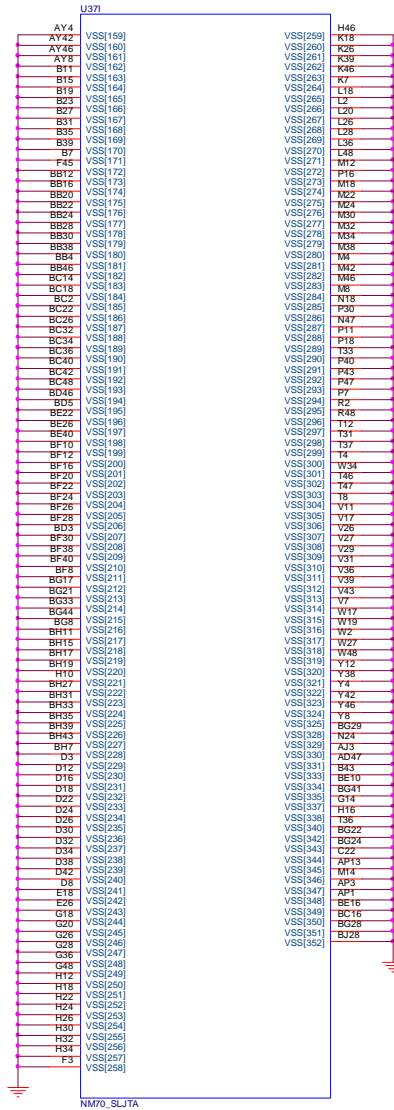 U37I
AY4 VSS[159]
AY42 VSS[160]
AY46 VSS[161]
AY8 VSS[162]
B11 VSS[163]
B15 VSS[164]
B19 VSS[165]
B23 VSS[166]
B27 VSS[167]
B31 VSS[168]
B35 VSS[169]
B39 VSS[170]
B7 VSS[171]
F45 VSS[172]
BB12 VSS[173]
BB16 VSS[174]
BB20 VSS[175]
BB22 VSS[176]
BB24 VSS[177]
BB28 VSS[178]
BB30 VSS[179]
BB38 VSS[180]
BB4 VSS[181]
BB46 VSS[182]
BC14 VSS[183]
BC18 VSS[184]
BC2 VSS[185]
BC22 VSS[186]
BC26 VSS[187]
BC32 VSS[188]
BC34 VSS[189]
BC36 VSS[190]
BC40 VSS[191]
BC42 VSS[192]
BC48 VSS[193]
BD46 VSS[194]
BD5 VSS[195]
BE22 VSS[196]
BE26 VSS[197]
BE40 VSS[198]
BF10 VSS[199]
BF12 VSS[200]
BF16 VSS[201]
BF20 VSS[202]
BF22 VSS[203]
BF24 VSS[204]
BF26 VSS[205]
BF28 VSS[206]
BD3 VSS[207]
BF30 VSS[208]
BF38 VSS[209]
BF40 VSS[210]
BF8 VSS[211]
BG17 VSS[212]
BG21 VSS[213]
BG33 VSS[214]
BG44 VSS[215]
BG8 VSS[216]
BH11 VSS[217]
BH15 VSS[218]
BH17 VSS[219]
BH19 VSS[220]
H10 VSS[221]
BH27 VSS[222]
BH31 VSS[223]
BH33 VSS[224]
BH35 VSS[225]
BH39 VSS[226]
BH43 VSS[227]
BH7 VSS[228]
D3 VSS[229]
D12 VSS[230]
D16 VSS[231]
D18 VSS[232]
D22 VSS[233]
D24 VSS[234]
D26 VSS[235]
D30 VSS[236]
D32 VSS[237]
D34 VSS[238]
D38 VSS[239]
D42 VSS[240]
D8 VSS[241]
E18 VSS[242]
E26 VSS[243]
G18 VSS[244]
G20 VSS[245]
G26 VSS[246]
G28 VSS[247]
G36 VSS[248]
G48 VSS[249]
H12 VSS[250]
H18 VSS[251]
H22 VSS[252]
H24 VSS[253]
H26 VSS[254]
H30 VSS[255]
H32 VSS[256]
H34 VSS[257]
F3 VSS[258]
VSS[259] H46
VSS[260] K18
VSS[261] K26
VSS[262] K39
VSS[263] K46
VSS[264] K7
VSS[265] L18
VSS[266] L2
VSS[267] L20
VSS[268] L26
VSS[269] L28
VSS[270] L36
VSS[271] L48
VSS[272] M12
VSS[273] P16
VSS[274] M18
VSS[275] M22
VSS[276] M24
VSS[277] M30
VSS[278] M32
VSS[279] M34
VSS[280] M38
VSS[281] M4
VSS[282] M42
VSS[283] M46
VSS[284] M8
VSS[285] N18
VSS[286] P30
VSS[287] N47
VSS[288] P11
VSS[289] P18
VSS[290] T33
VSS[291] P40
VSS[292] P43
VSS[293] P47
VSS[294] P7
VSS[295] R2
VSS[296] R48
VSS[297] T12
VSS[298] T31
VSS[299] T37
VSS[300] T4
VSS[301] W34
VSS[302] T46
VSS[303] T47
VSS[304] T8
VSS[305] V11
VSS[306] V17
VSS[307] V26
VSS[308] V27
VSS[309] V29
VSS[310] V31
VSS[311] V36
VSS[312] V39
VSS[313] V43
VSS[314] V7
VSS[315] W17
VSS[316] W19
VSS[317] W2
VSS[318] W27
VSS[319] W48
VSS[320] Y12
VSS[321] Y38
VSS[322] Y4
VSS[323] Y42
VSS[324] Y46
VSS[325] Y8
VSS[328] BG29
VSS[329] N24
VSS[330] AJ3
VSS[331] AD47
VSS[333] B43
VSS[334] BE10
VSS[335] BG41
VSS[337] G14
VSS[338] H16
VSS[340] T36
VSS[342] BG22
VSS[343] BG24
VSS[344] C22
VSS[345] AP13
VSS[346] M14
VSS[347] AP3
VSS[348] AP1
VSS[349] BE16
VSS[350] BC16
VSS[351] BG28
VSS[352] BJ28
NM70_SLJTA